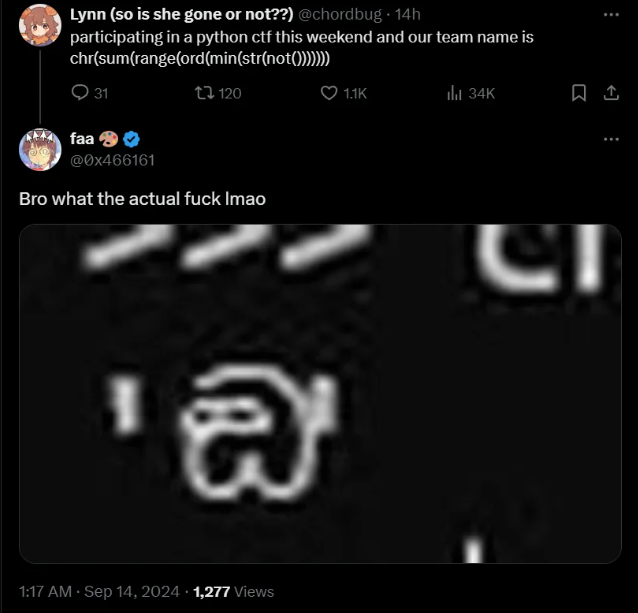 Lynn (so is she gone or not??) @chordbug · 14h
participating in a python ctf this weekend and our team name is
chr(sum(range(ord(min(str(not()))))))
31 120 1.1K 34K
faa 🎨
@0x466161
Bro what the actual fuck lmao
'ඞ'
1:17 AM · Sep 14, 2024 · 1,277 Views